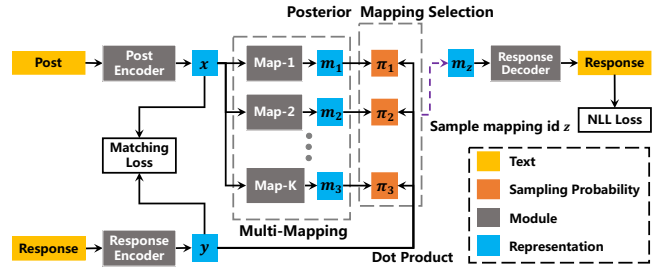 Posterior Mapping Selection
Post
Post
Encoder
x
Map-1
m₁
π₁
m_z
Response
Decoder
Response
Map-2
m₂
π₂
Sample mapping id z
NLL Loss
Matching
Loss
Map-K
m₃
π₃
Multi-Mapping
Response
Response
Encoder
y
Dot Product
Text
Sampling Probability
Module
Representation